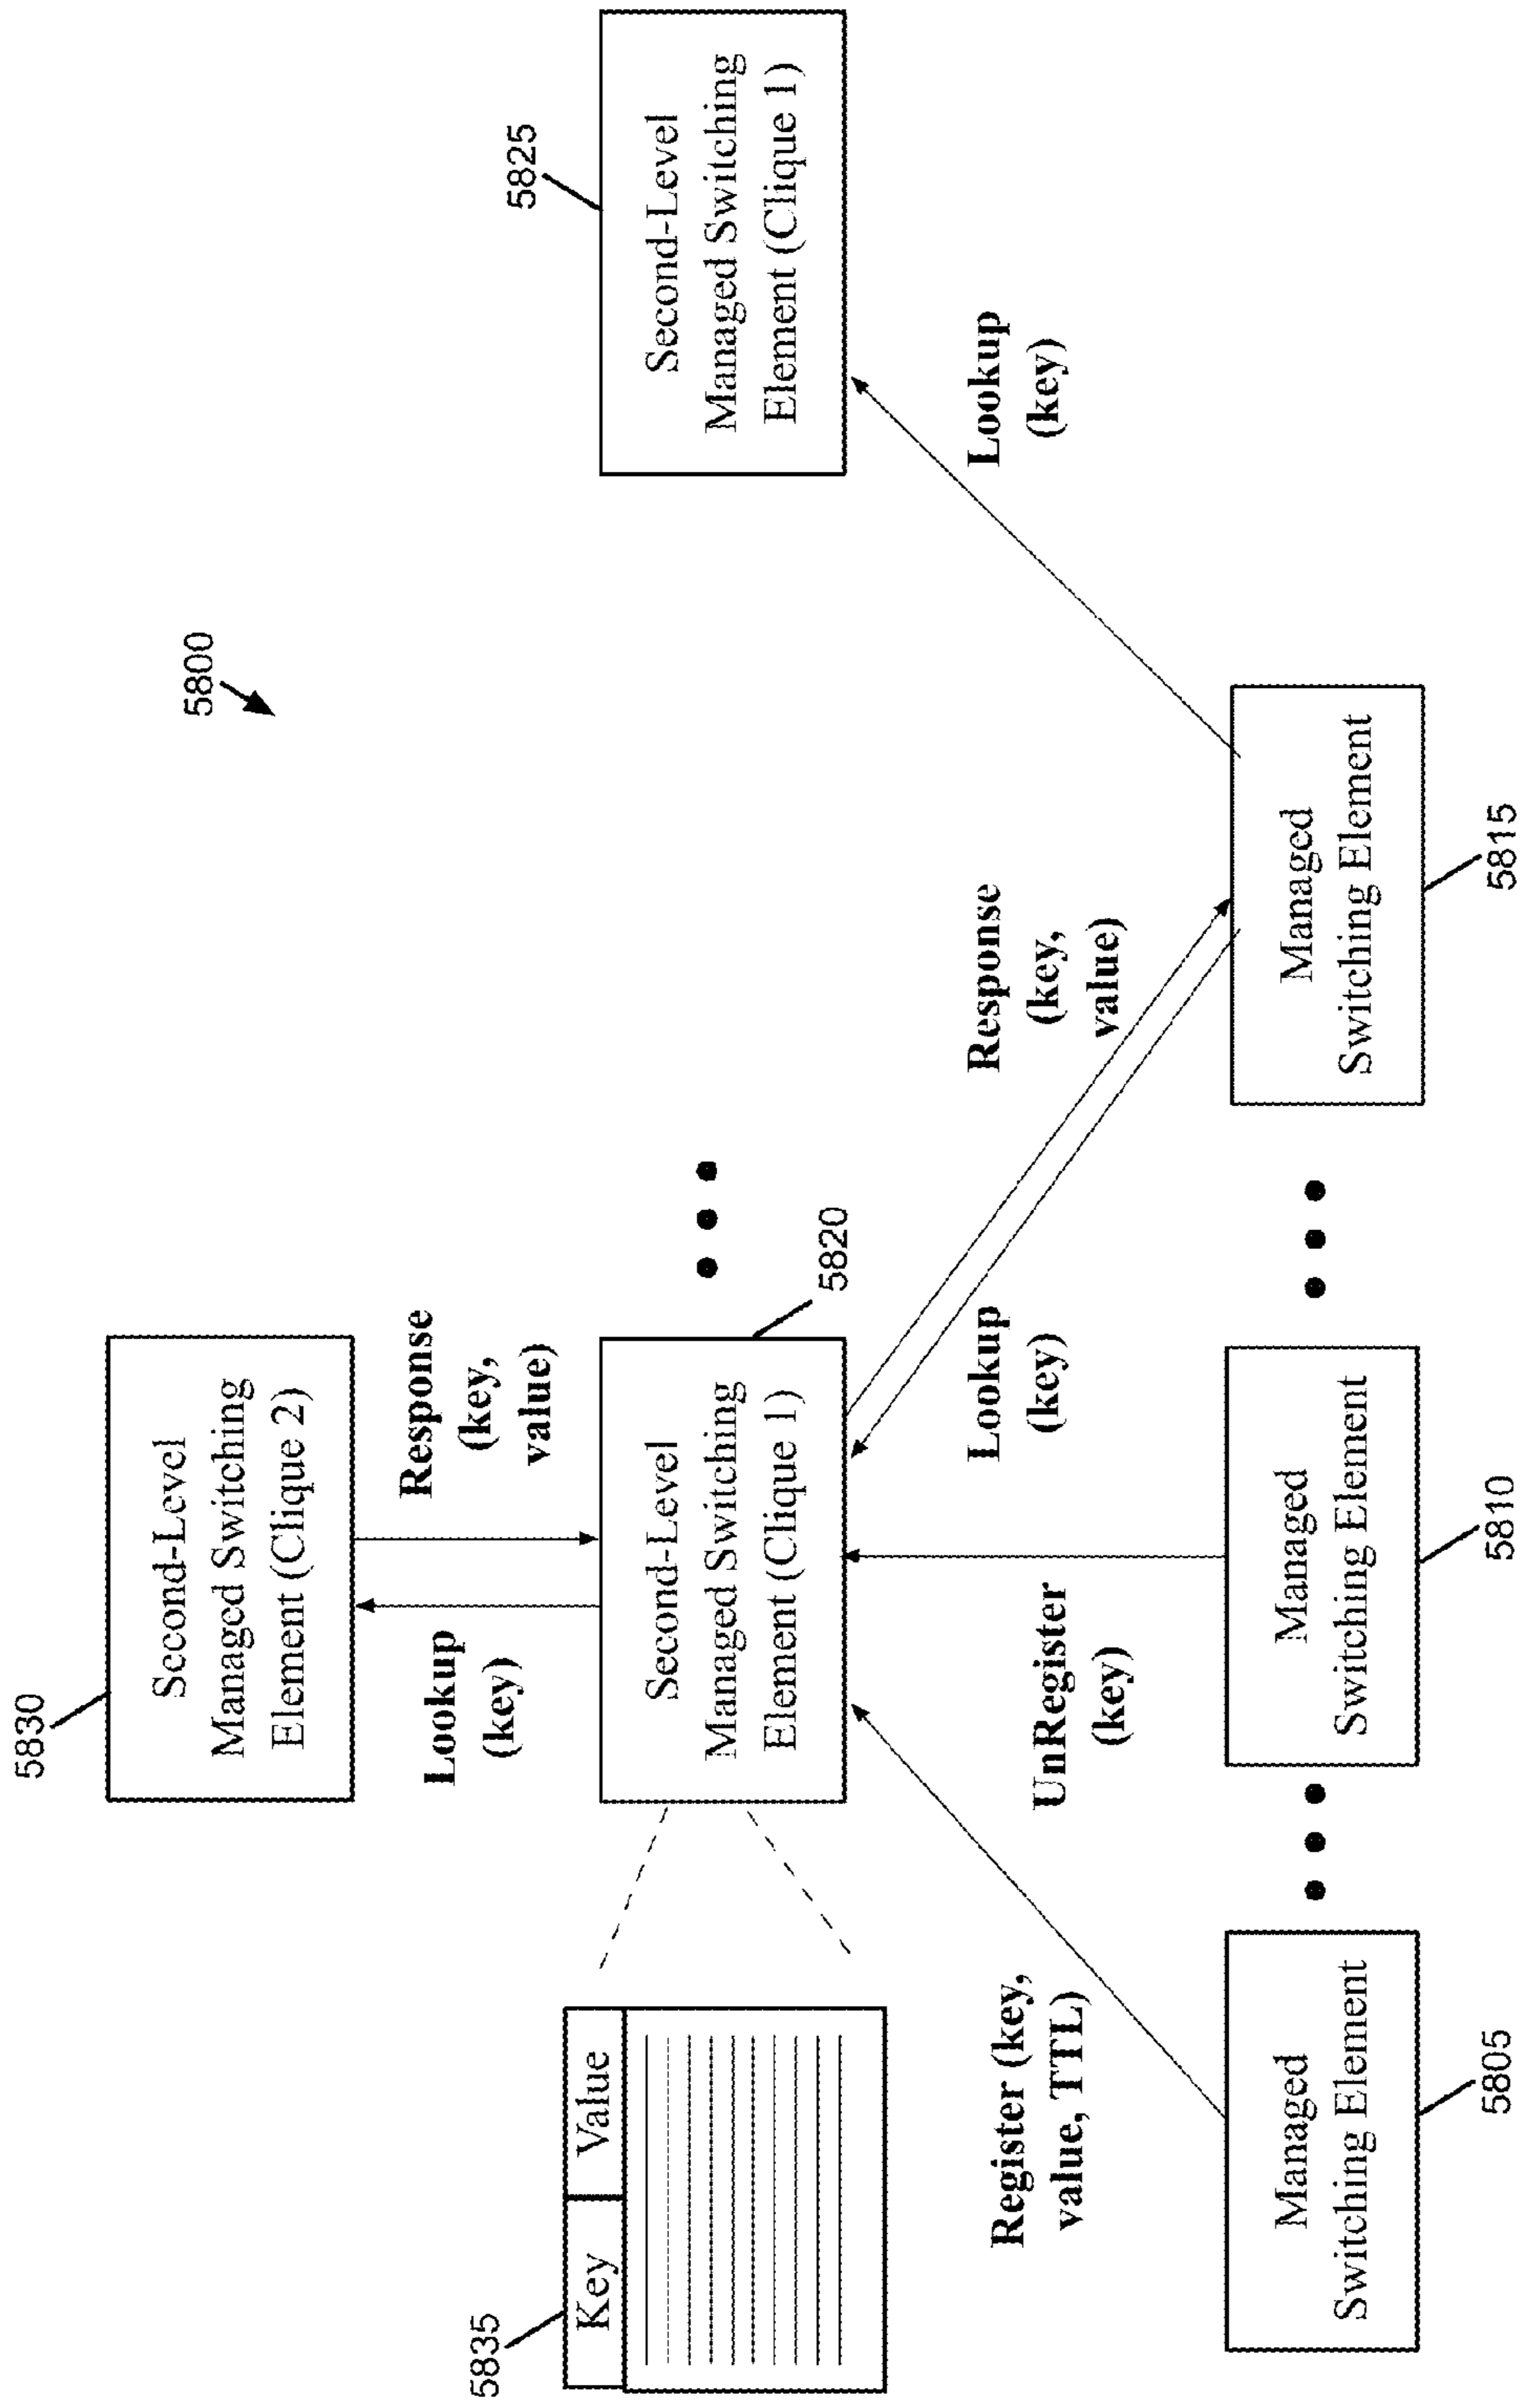 5800
5830
Second-Level
Managed Switching
Element (Clique 2)
Lookup
(key)
Response
(key,
value)
5835
Key
Value
Second-Level
Managed Switching
Element (Clique 1)
5820
5825
Second-Level
Managed Switching
Element (Clique 1)
Register (key,
value, TTL)
UnRegister
(key)
Lookup
(key)
Response
(key,
value)
Lookup
(key)
Managed
Switching Element
5805
Managed
Switching Element
5810
Managed
Switching Element
5815